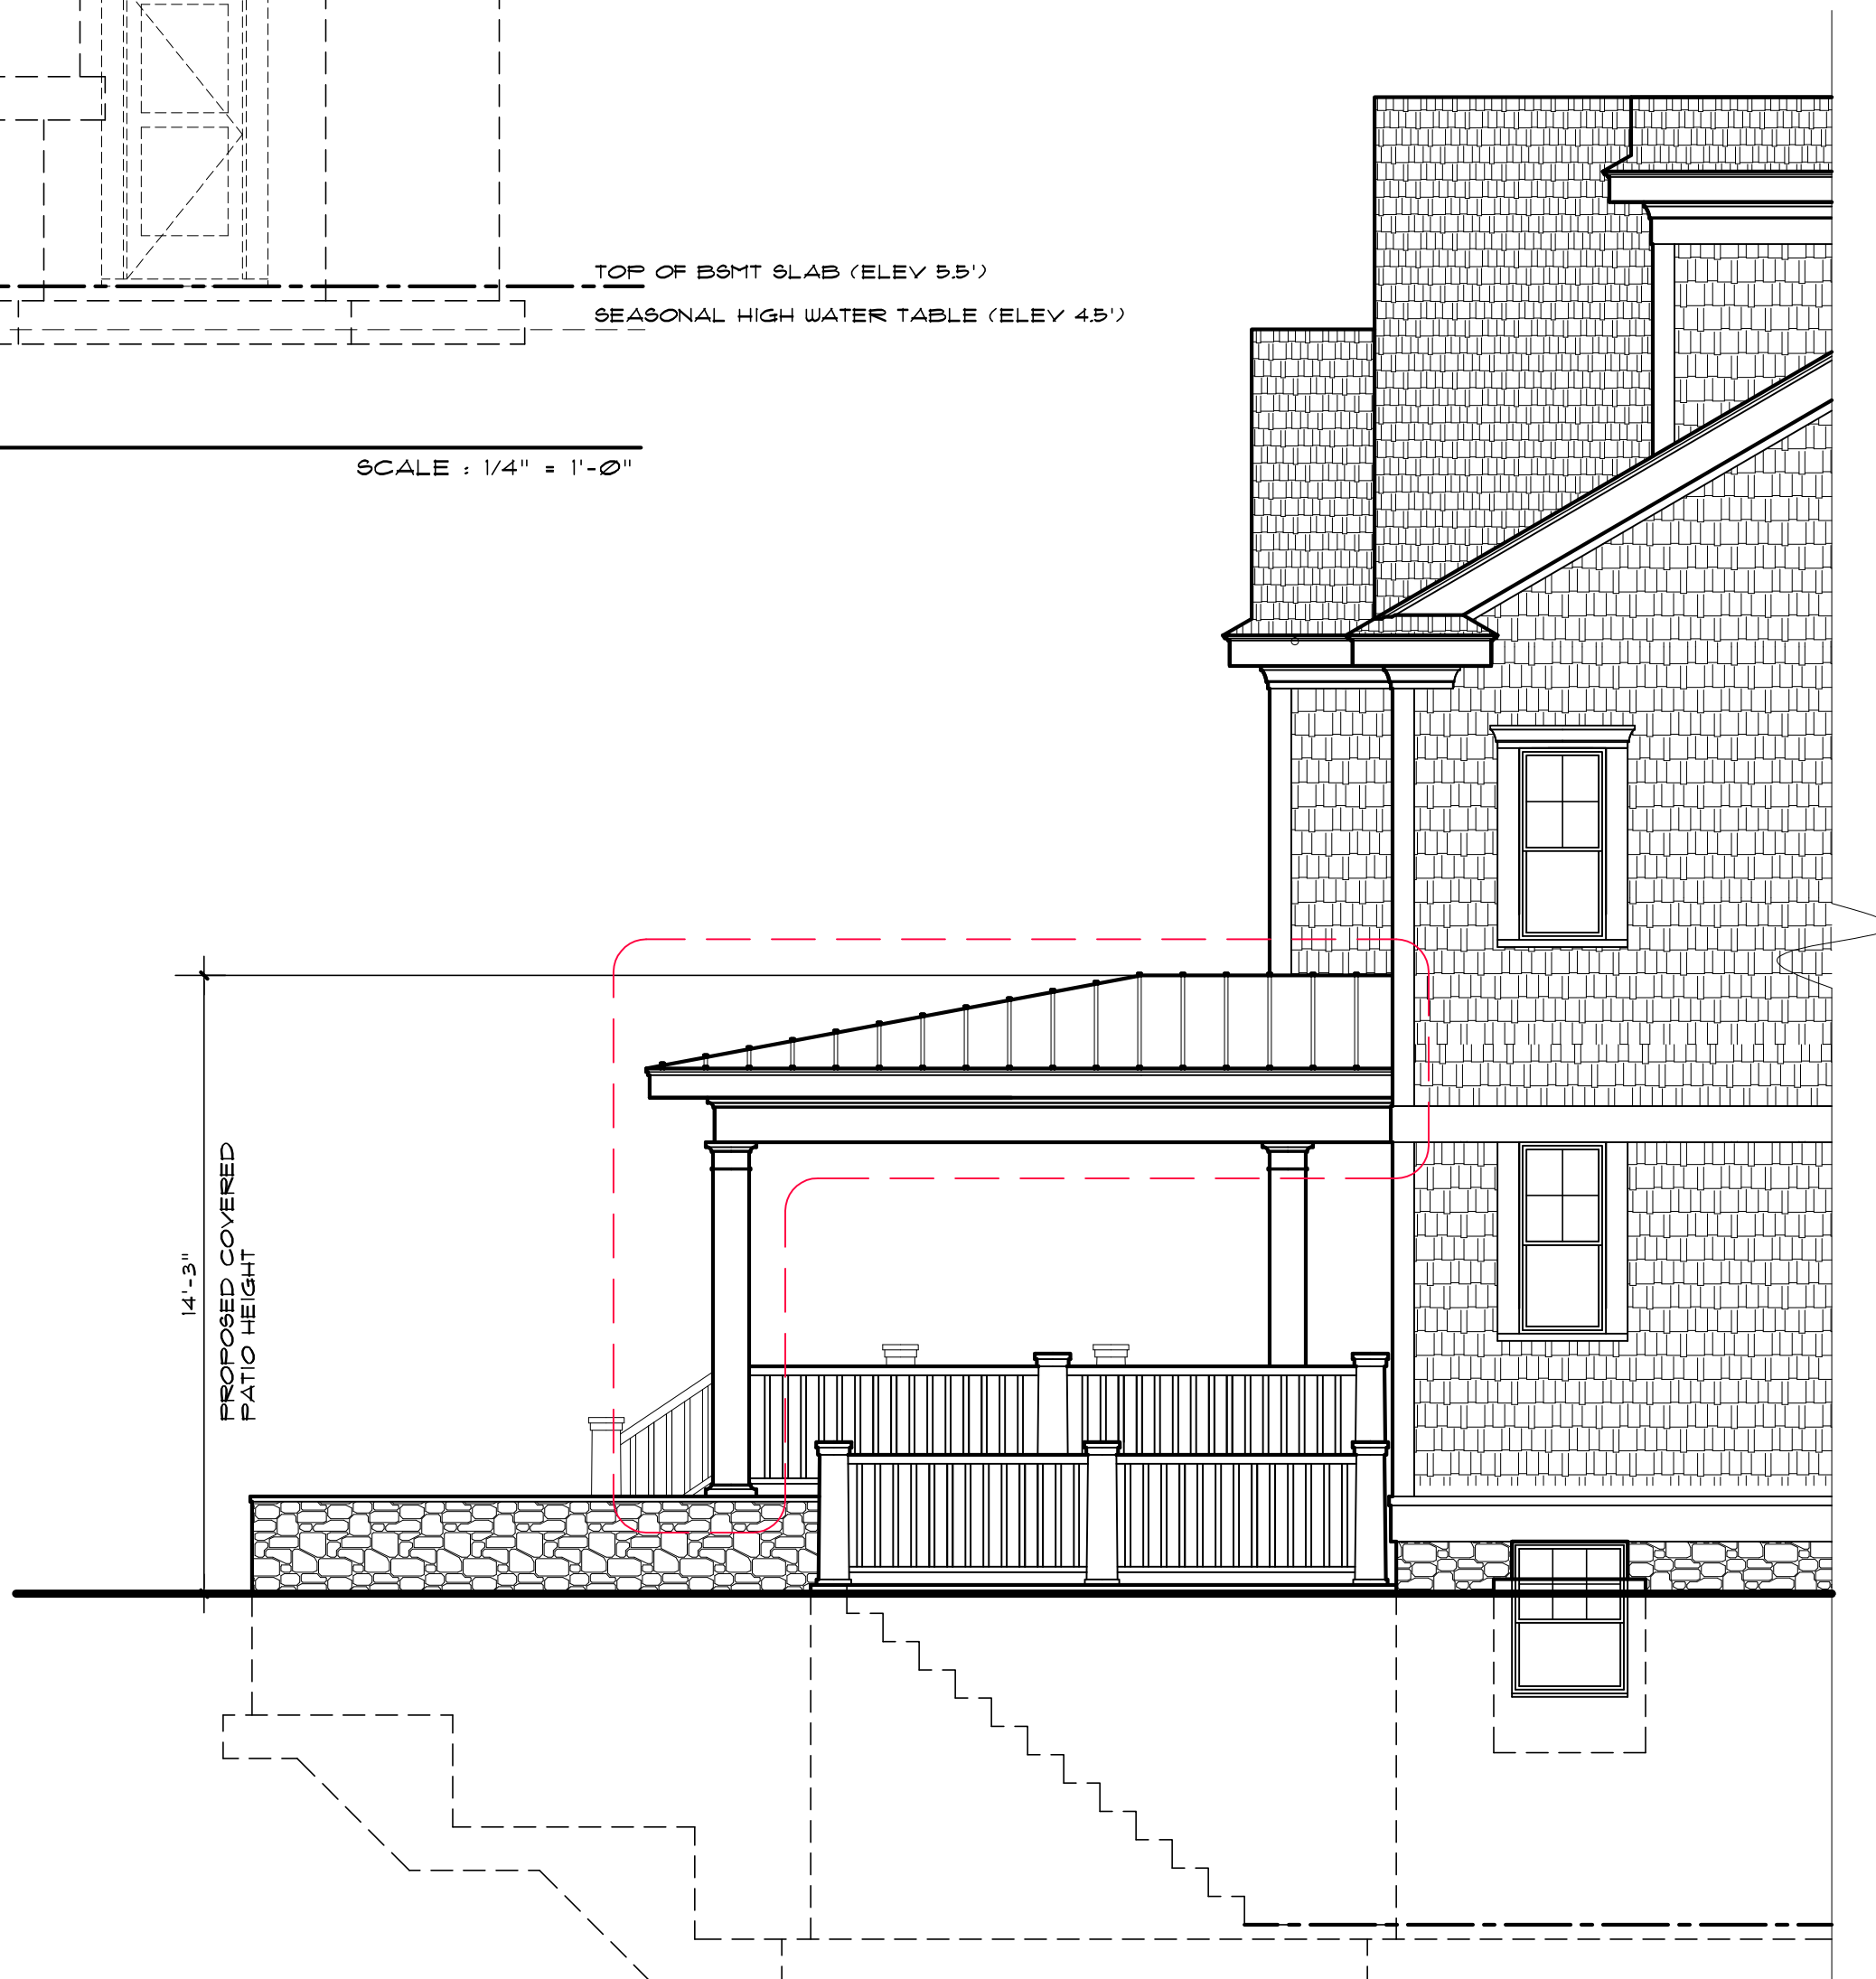 TOP OF BSMT SLAB (ELEV 5.5')
SEASONAL HIGH WATER TABLE (ELEV 4.5')
SCALE : 1/4" = 1'-0"
14'-3"
PROPOSED COVERED
PATIO HEIGHT